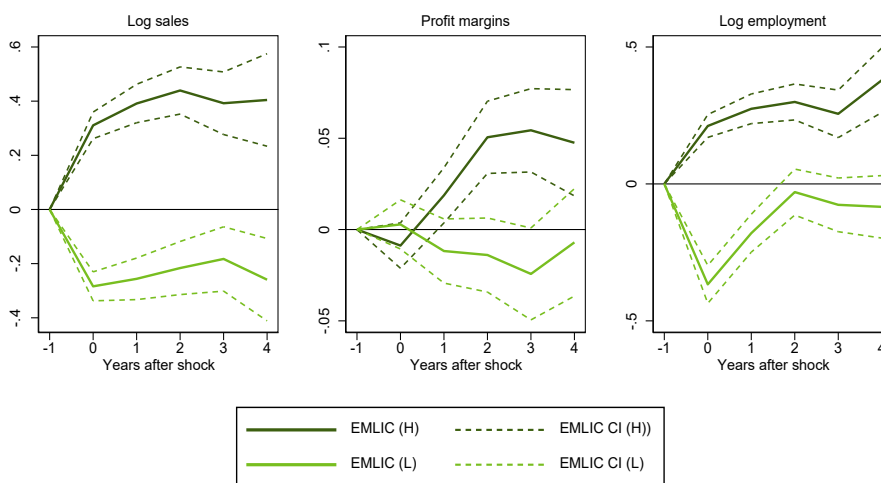 Log sales
Profit margins
Log employment
.6
.4
.2
0
-.2
-.4
-1 0 1 2 3 4
Years after shock
.1
.05
0
-.05
-1 0 1 2 3 4
Years after shock
.5
0
-.5
-1 0 1 2 3 4
Years after shock
EMLIC (H)
EMLIC CI (H))
EMLIC (L)
EMLIC CI (L)